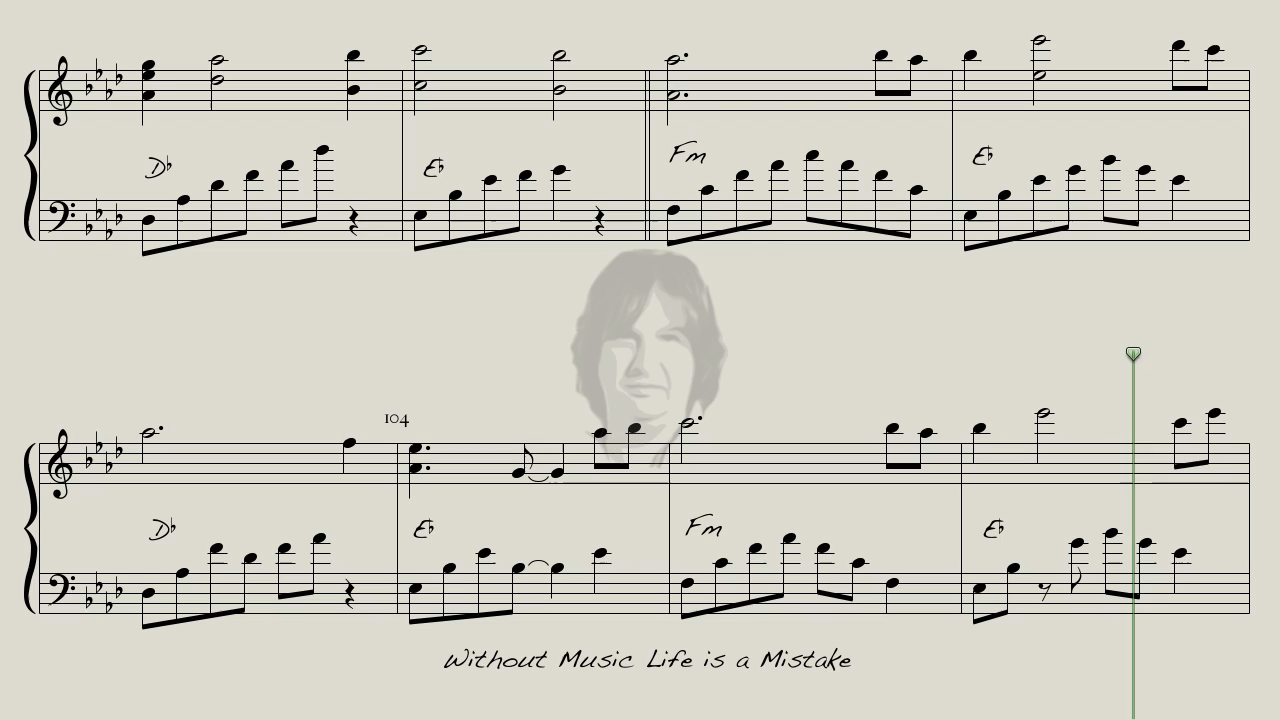 D♭ E♭ Fm E♭
104
D♭ E♭ Fm E♭
Without Music Life is a Mistake